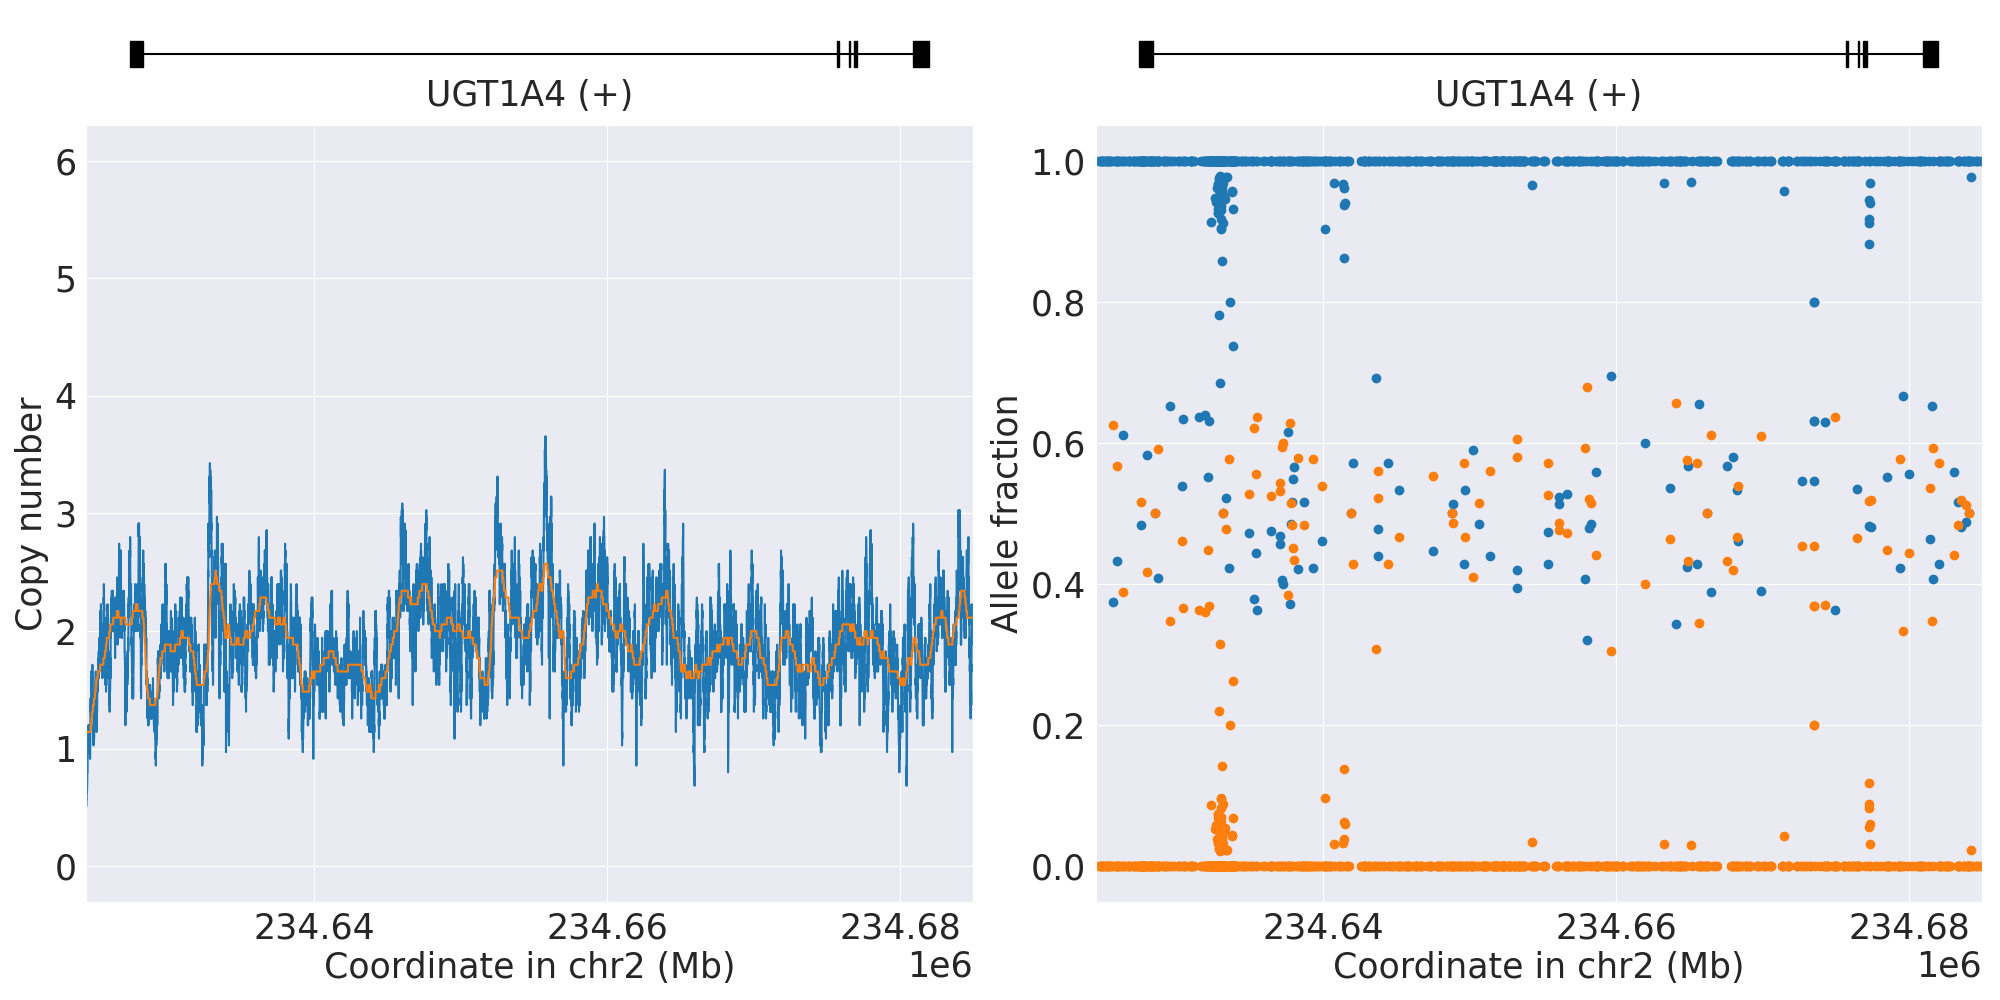 UGT1A4 (+)
6
5
4
3
2
1
0
Copy number
234.64
234.66
234.68
Coordinate in chr2 (Mb)
1e6
UGT1A4 (+)
1.0
0.8
0.6
0.4
0.2
0.0
Allele fraction
234.64
234.66
234.68
Coordinate in chr2 (Mb)
1e6